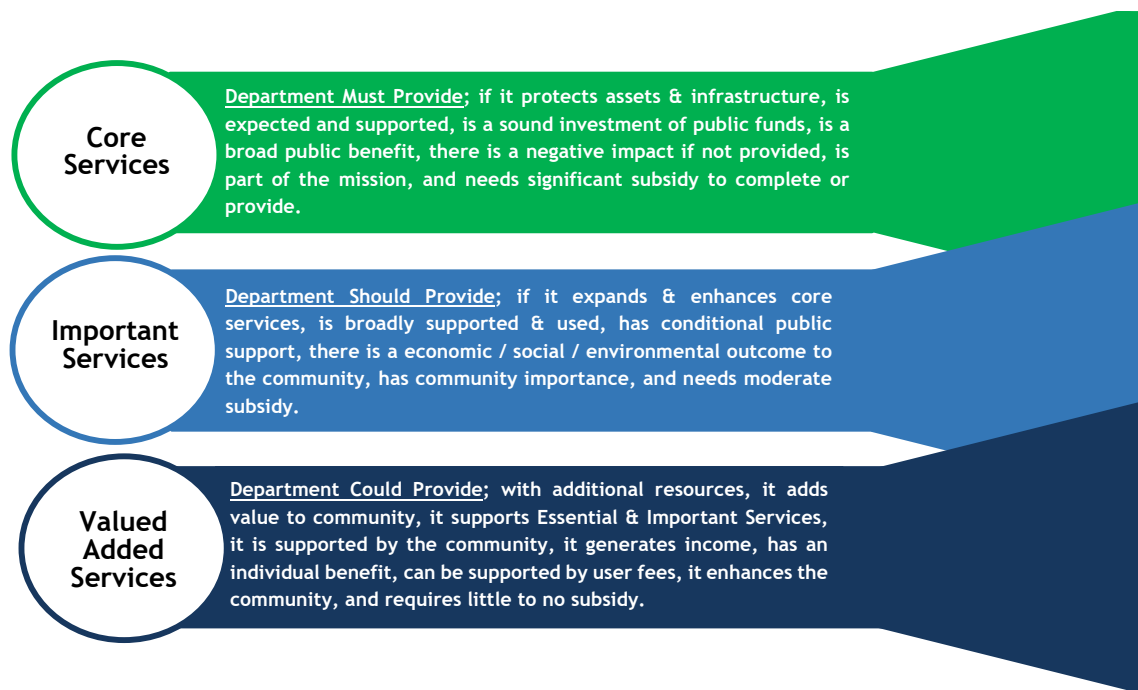 Core
Services
Department Must Provide; if it protects assets & infrastructure, is
expected and supported, is a sound investment of public funds, is a
broad public benefit, there is a negative impact if not provided, is
part of the mission, and needs significant subsidy to complete or
provide.
Important
Services
Department Should Provide; if it expands & enhances core
services, is broadly supported & used, has conditional public
support, there is a economic / social / environmental outcome to
the community, has community importance, and needs moderate
subsidy.
Valued
Added
Services
Department Could Provide; with additional resources, it adds
value to community, it supports Essential & Important Services,
it is supported by the community, it generates income, has an
individual benefit, can be supported by user fees, it enhances the
community, and requires little to no subsidy.